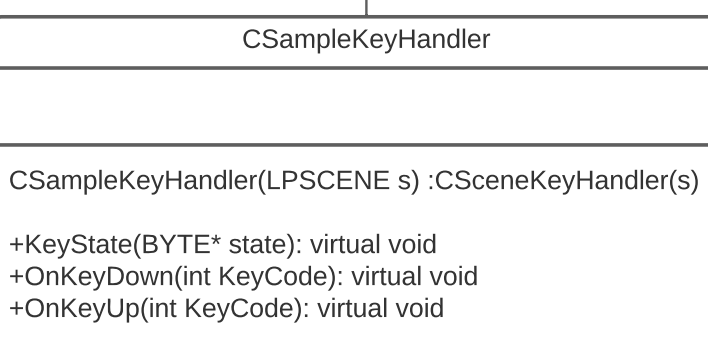 CSampleKeyHandler
CSampleKeyHandler(LPSCENE s) :CSceneKeyHandler(s)
+KeyState(BYTE* state): virtual void
+OnKeyDown(int KeyCode): virtual void
+OnKeyUp(int KeyCode): virtual void